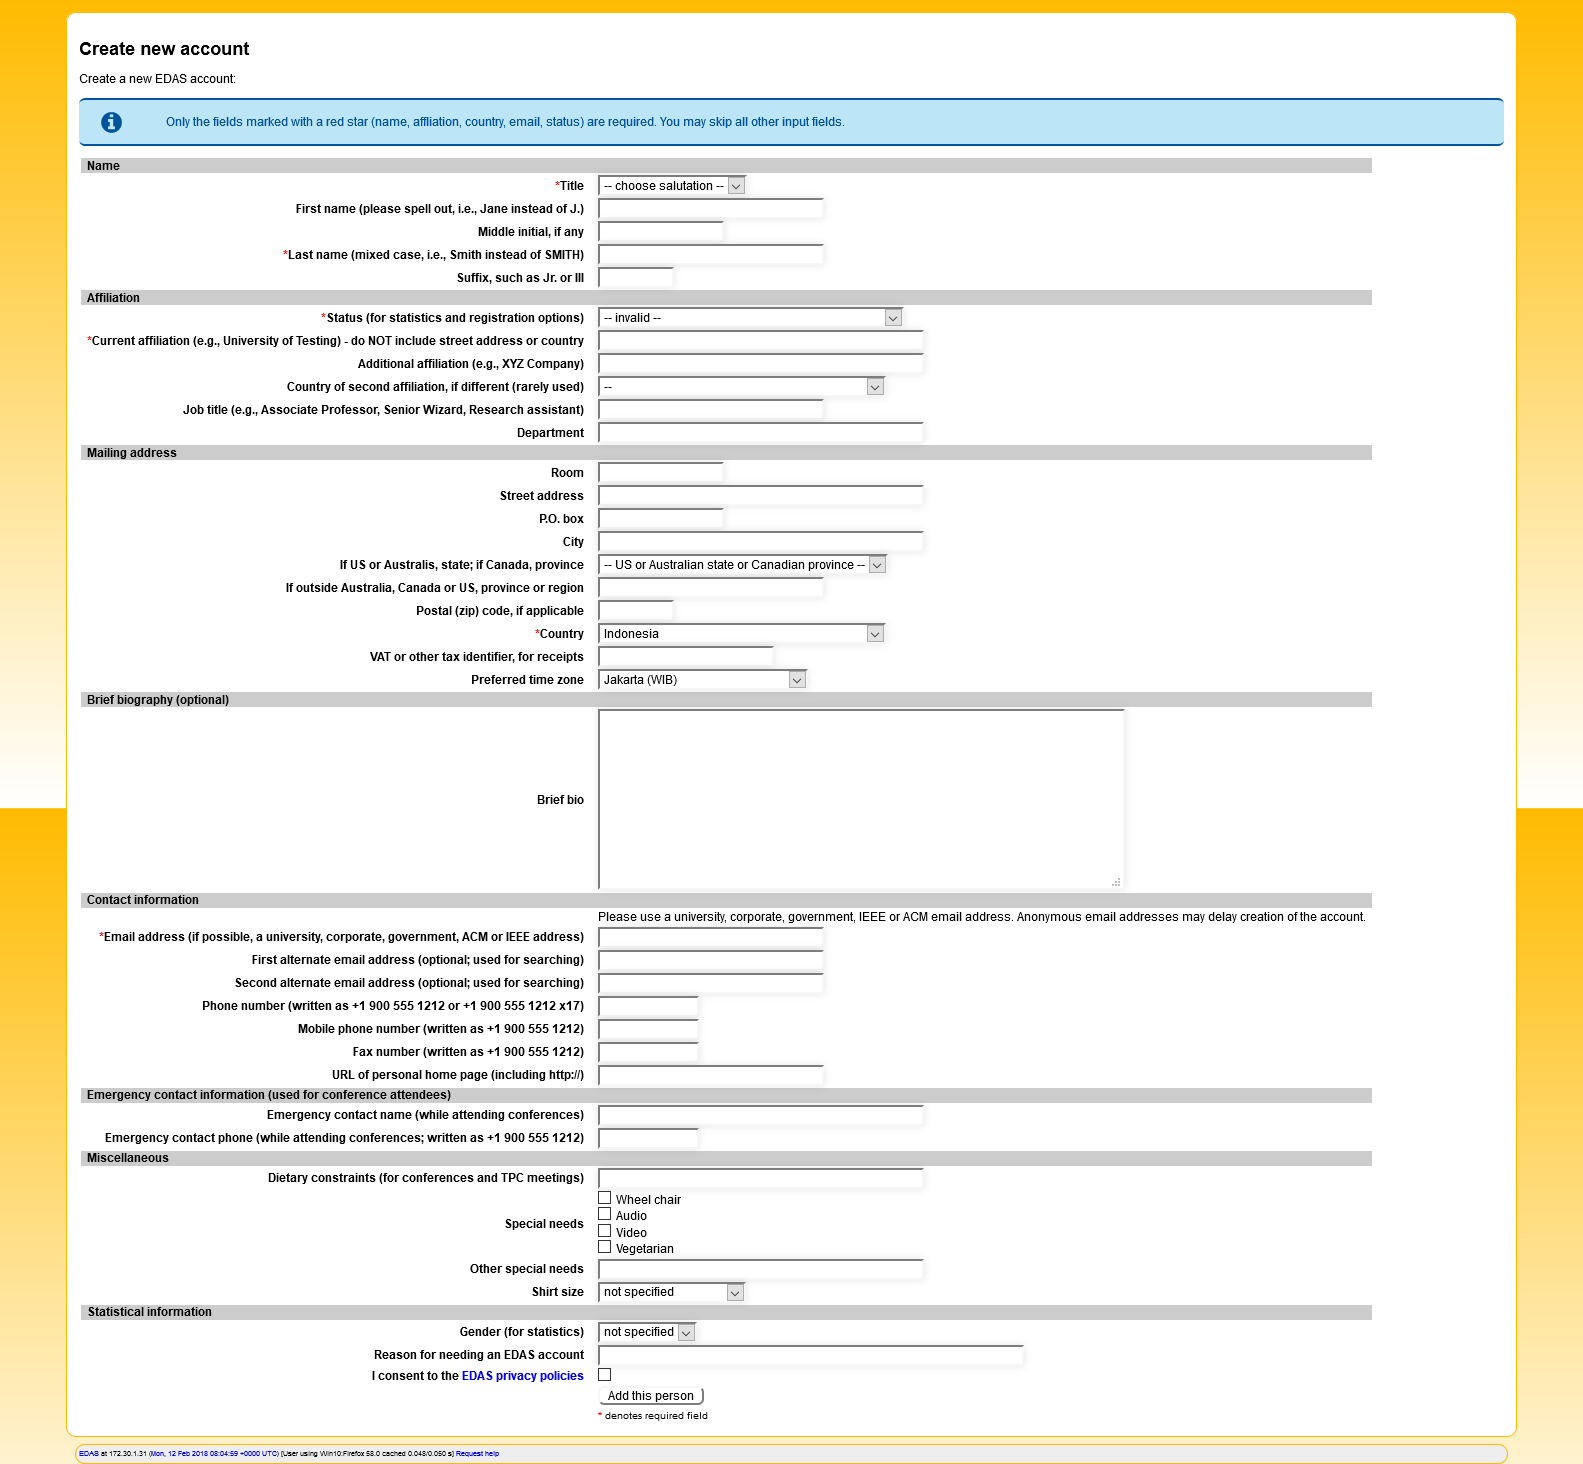 Create new account
Create a new EDAS account:
Only the fields marked with a red star (name, affliation, country, email, status) are required. You may skip all other input fields.
Name
*Title -- choose salutation --
First name (please spell out, i.e., Jane instead of J.)
Middle initial, if any
*Last name (mixed case, i.e., Smith instead of SMITH)
Suffix, such as Jr. or III
Affiliation
*Status (for statistics and registration options) -- invalid --
*Current affiliation (e.g., University of Testing) - do NOT include street address or country
Additional affiliation (e.g., XYZ Company)
Country of second affiliation, if different (rarely used) --
Job title (e.g., Associate Professor, Senior Wizard, Research assistant)
Department
Mailing address
Room
Street address
P.O. box
City
If US or Australis, state; if Canada, province -- US or Australian state or Canadian province --
If outside Australia, Canada or US, province or region
Postal (zip) code, if applicable
*Country Indonesia
VAT or other tax identifier, for receipts
Preferred time zone Jakarta (WIB)
Brief biography (optional)
Brief bio
Contact information
Please use a university, corporate, government, IEEE or ACM email address. Anonymous email addresses may delay creation of the account.
*Email address (if possible, a university, corporate, government, ACM or IEEE address)
First alternate email address (optional; used for searching)
Second alternate email address (optional; used for searching)
Phone number (written as +1 900 555 1212 or +1 900 555 1212 x17)
Mobile phone number (written as +1 900 555 1212)
Fax number (written as +1 900 555 1212)
URL of personal home page (including http://)
Emergency contact information (used for conference attendees)
Emergency contact name (while attending conferences)
Emergency contact phone (while attending conferences; written as +1 900 555 1212)
Miscellaneous
Dietary constraints (for conferences and TPC meetings)
Special needs
Wheel chair
Audio
Video
Vegetarian
Other special needs
Shirt size not specified
Statistical information
Gender (for statistics) not specified
Reason for needing an EDAS account
I consent to the EDAS privacy policies
Add this person
* denotes required field
EDAS at 172.30.1.31 (Mon, 12 Feb 2018 08:04:59 +0000 UTC) [User using Win10:Firefox 58.0 cached 0.048/0.050 s] Request help